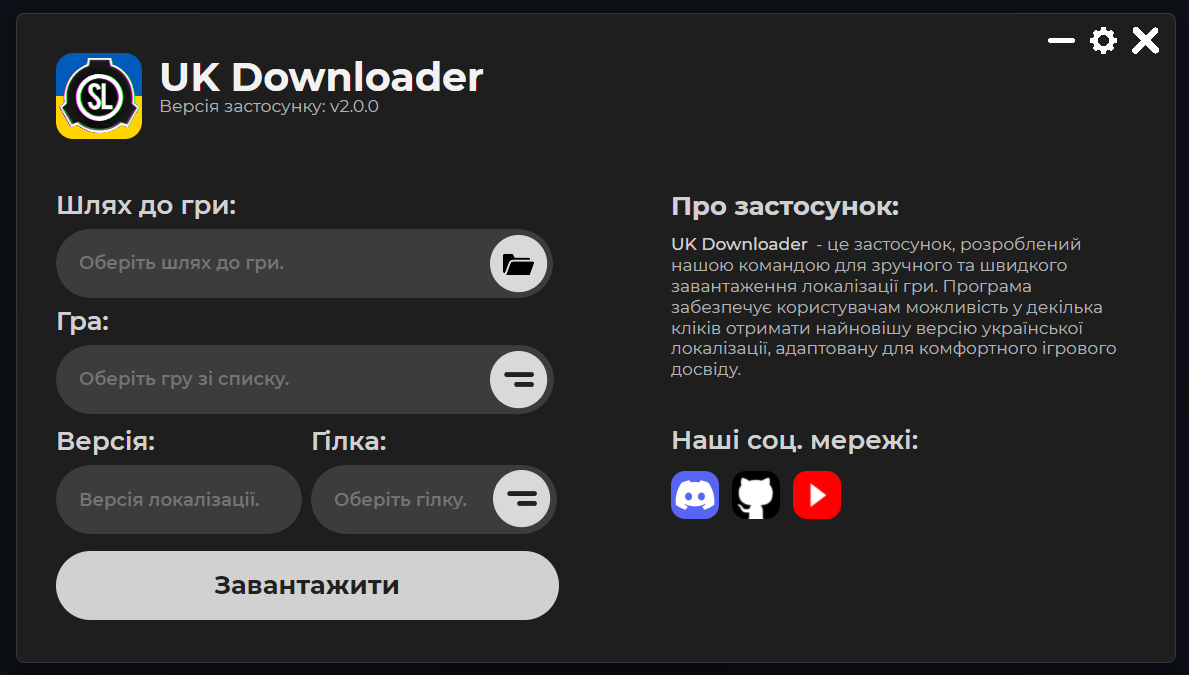 SL
UK Downloader
Версія застосунку: v2.0.0
Шлях до гри:
Оберіть шлях до гри.
Гра:
Оберіть гру зі списку.
Версія:
Гілка:
Версія локалізації.
Оберіть гілку.
Завантажити
Про застосунок:
UK Downloader - це застосунок, розроблений
нашою командою для зручного та швидкого
завантаження локалізації гри. Програма
забезпечує користувачам можливість у декілька
кліків отримати найновішу версію української
локалізації, адаптовану для комфортного ігрового
досвіду.
Наші соц. мережі: